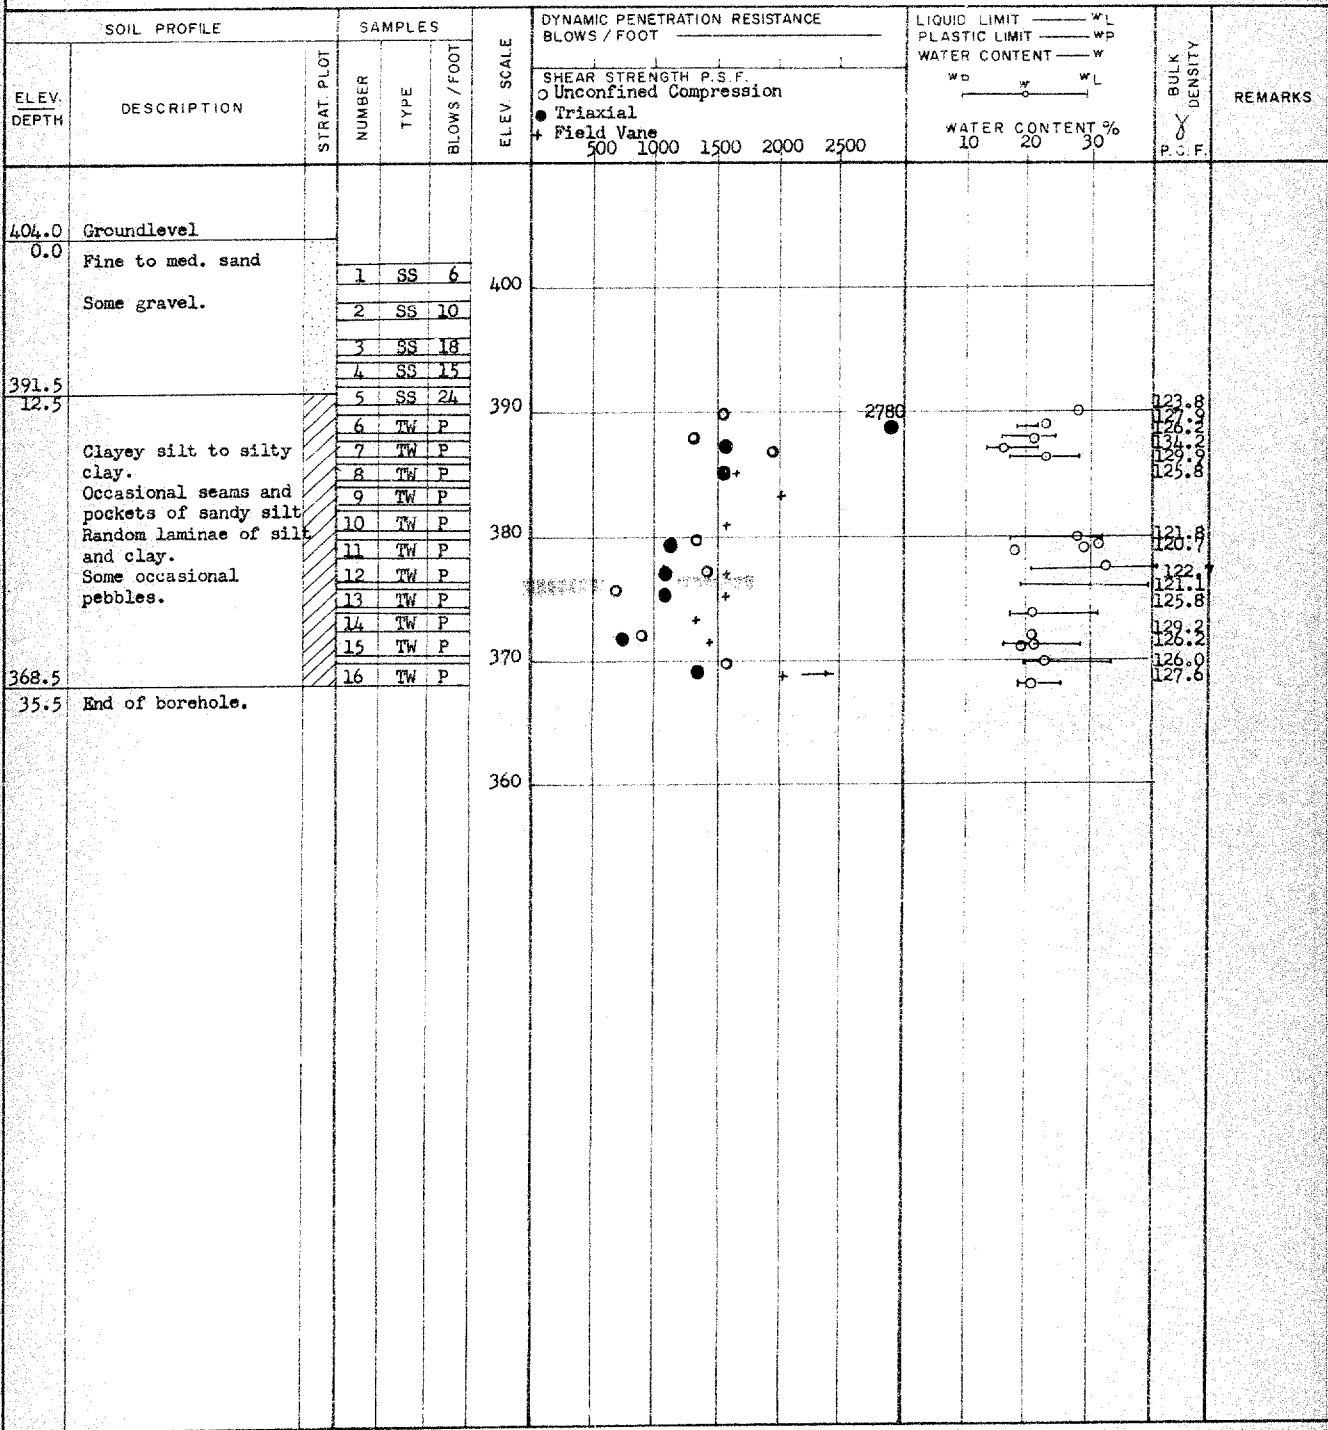 SOIL PROFILE
SAMPLES
ELEV. DEPTH
DESCRIPTION
STRAT. PLOT
NUMBER
TYPE
BLOWS / FOOT
ELEV. SCALE
DYNAMIC PENETRATION RESISTANCE
BLOWS / FOOT
SHEAR STRENGTH P.S.F.
Unconfined Compression
Triaxial
+ Field Vane
500 1000 1500 2000 2500
LIQUID LIMIT WL
PLASTIC LIMIT WP
WATER CONTENT W
WP W WL
WATER CONTENT %
10 20 30
BULK DENSITY
γ
P.C.F.
REMARKS
404.0 Groundlevel
0.0
Fine to med. sand
Some gravel.
391.5
12.5
Clayey silt to silty
clay.
Occasional seams and
pockets of sandy silt
Random laminae of silt
and clay.
Some occasional
pebbles.
368.5
35.5 End of borehole.
1 SS 6
2 SS 10
3 SS 18
4 SS 15
5 SS 24
6 TW P
7 TW P
8 TW P
9 TW P
10 TW P
11 TW P
12 TW P
13 TW P
14 TW P
15 TW P
16 TW P
400
390
380
370
360
2780
123.8
127.9
126.2
134.2
129.9
125.8
121.8
120.7
122.7
121.1
125.8
129.2
126.2
126.0
127.6